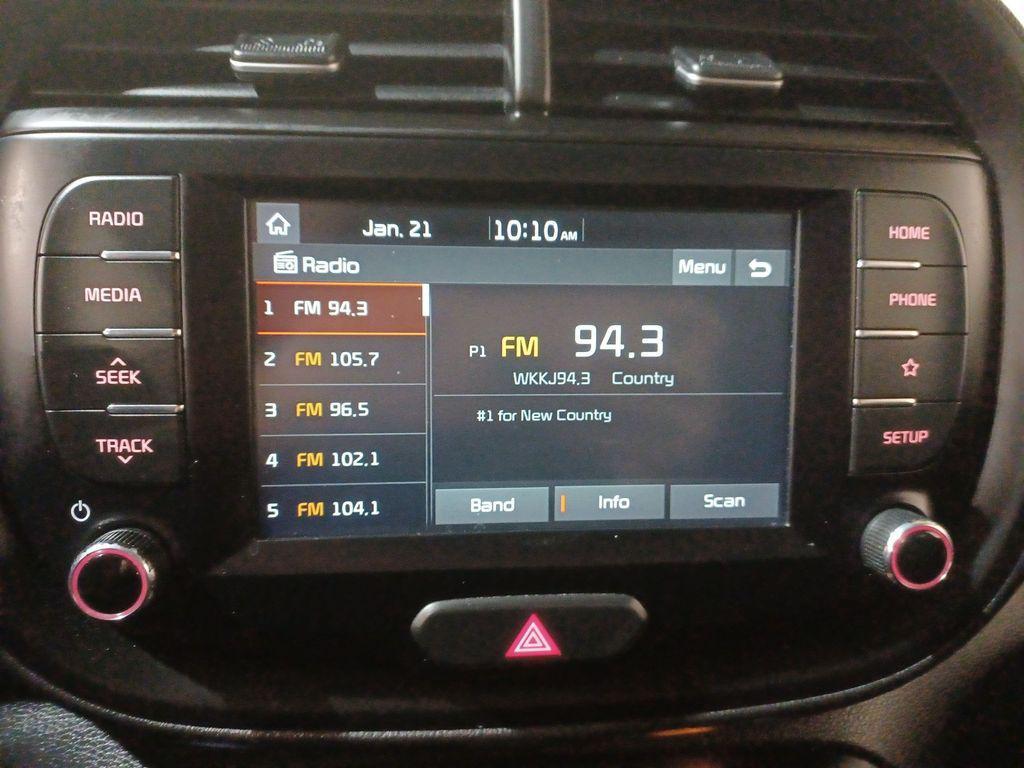 RADIO
MEDIA
SEEK
TRACK
Jan. 21 10:10 AM
Radio Menu
1 FM 94.3
2 FM 105.7
3 FM 96.5
4 FM 102.1
5 FM 104.1
P1 FM 94.3
WKKJ94.3 Country
#1 for New Country
Band Info Scan
HOME
PHONE
SETUP